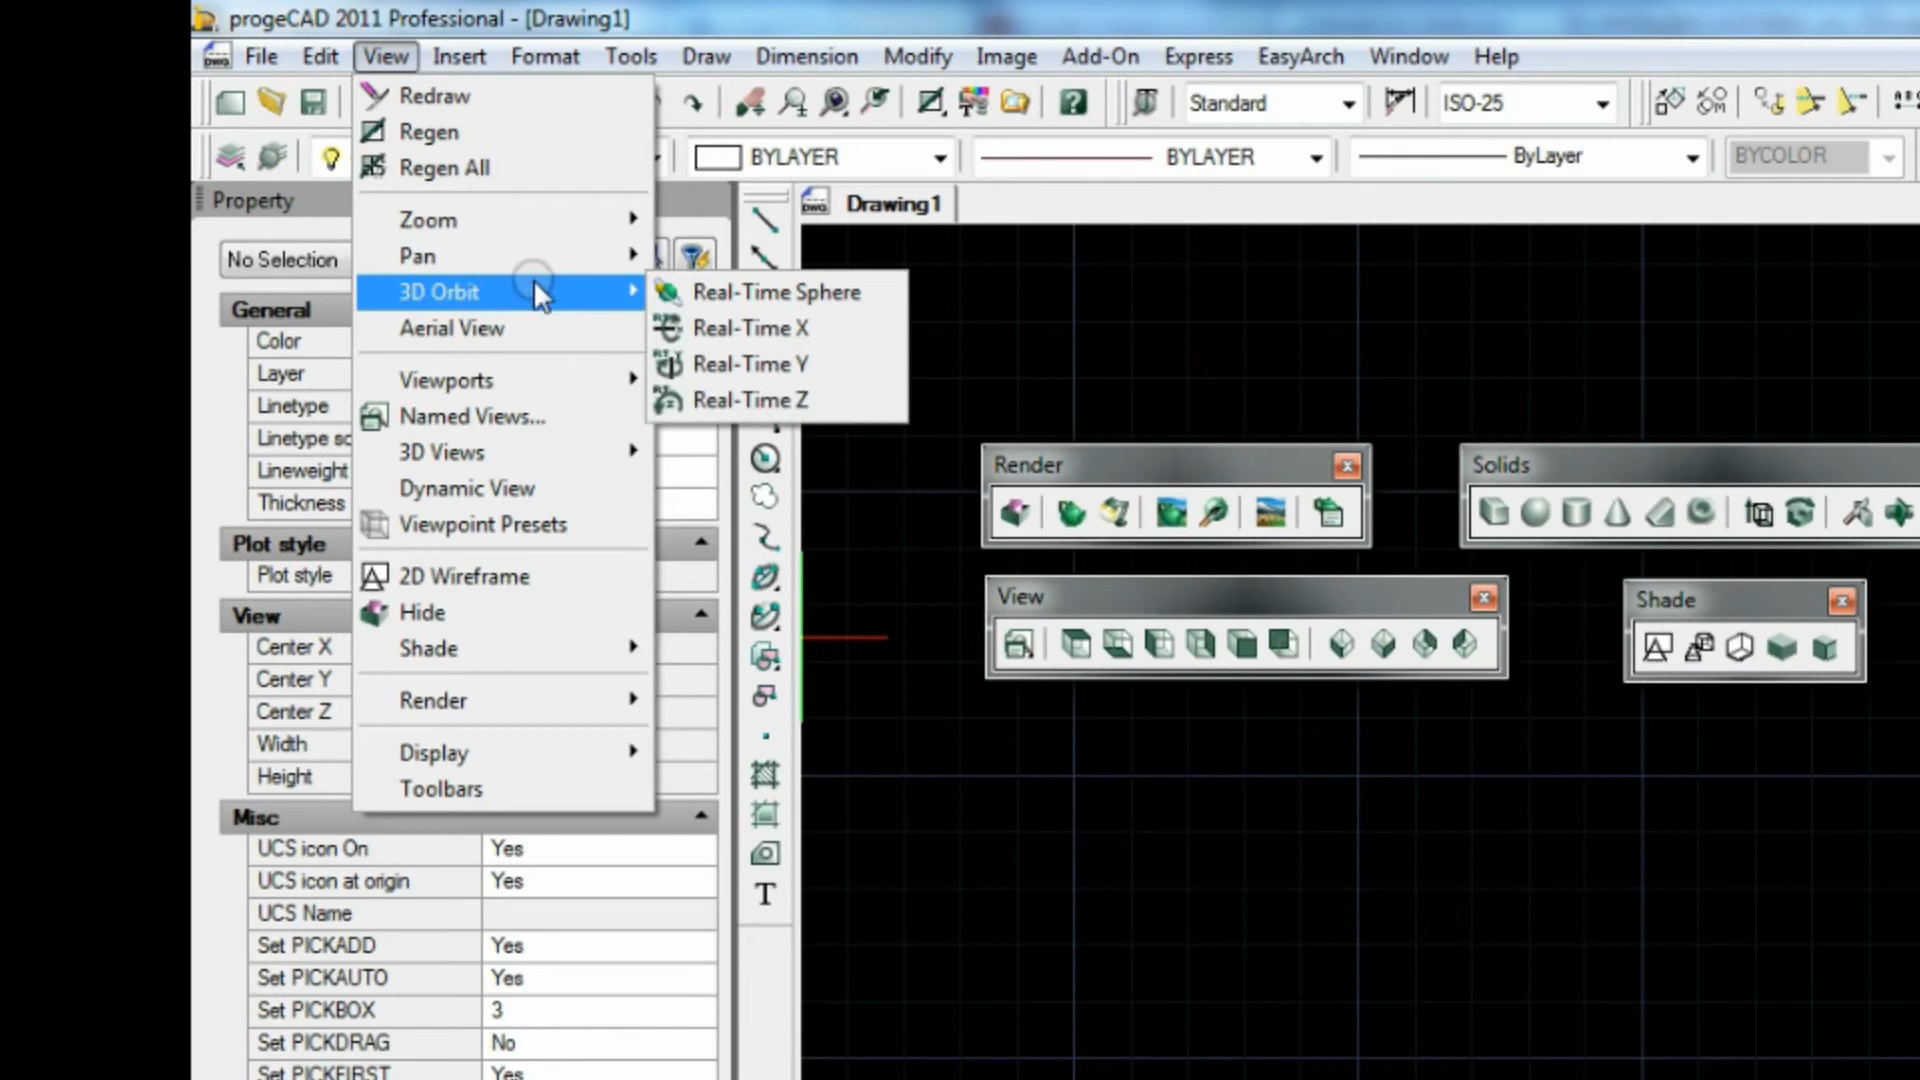 progeCAD 2011 Professional - [Drawing1]
File Edit View Insert Format Tools Draw Dimension Modify Image Add-On Express EasyArch Window Help
Standard ISO-25
BYLAYER BYLAYER ByLayer BYCOLOR
Property
Drawing1
No Selection
General
Color
Layer
Linetype
Linetype sc
Lineweight
Thickness
Plot style
Plot style
View
Center X
Center Y
Center Z
Width
Height
Misc
UCS icon On Yes
UCS icon at origin Yes
UCS Name
Set PICKADD Yes
Set PICKAUTO Yes
Set PICKBOX 3
Set PICKDRAG No
Set PICKFIRST Yes
Redraw
Regen
Regen All
Zoom
Pan
3D Orbit
Aerial View
Viewports
Named Views...
3D Views
Dynamic View
Viewpoint Presets
2D Wireframe
Hide
Shade
Render
Display
Toolbars
Real-Time Sphere
Real-Time X
Real-Time Y
Real-Time Z
Render
Solids
View
Shade